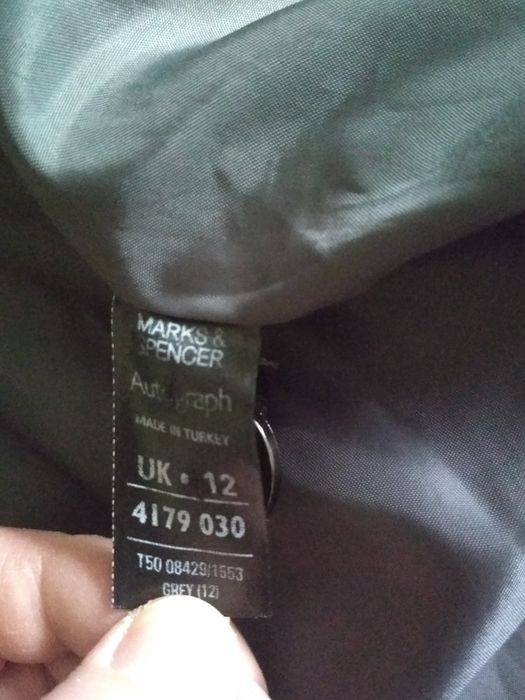 MARKS &
SPENCER
Autograph
MADE IN TURKEY
UK • 12
4179 030
T50 08429/1553
GREY (12)